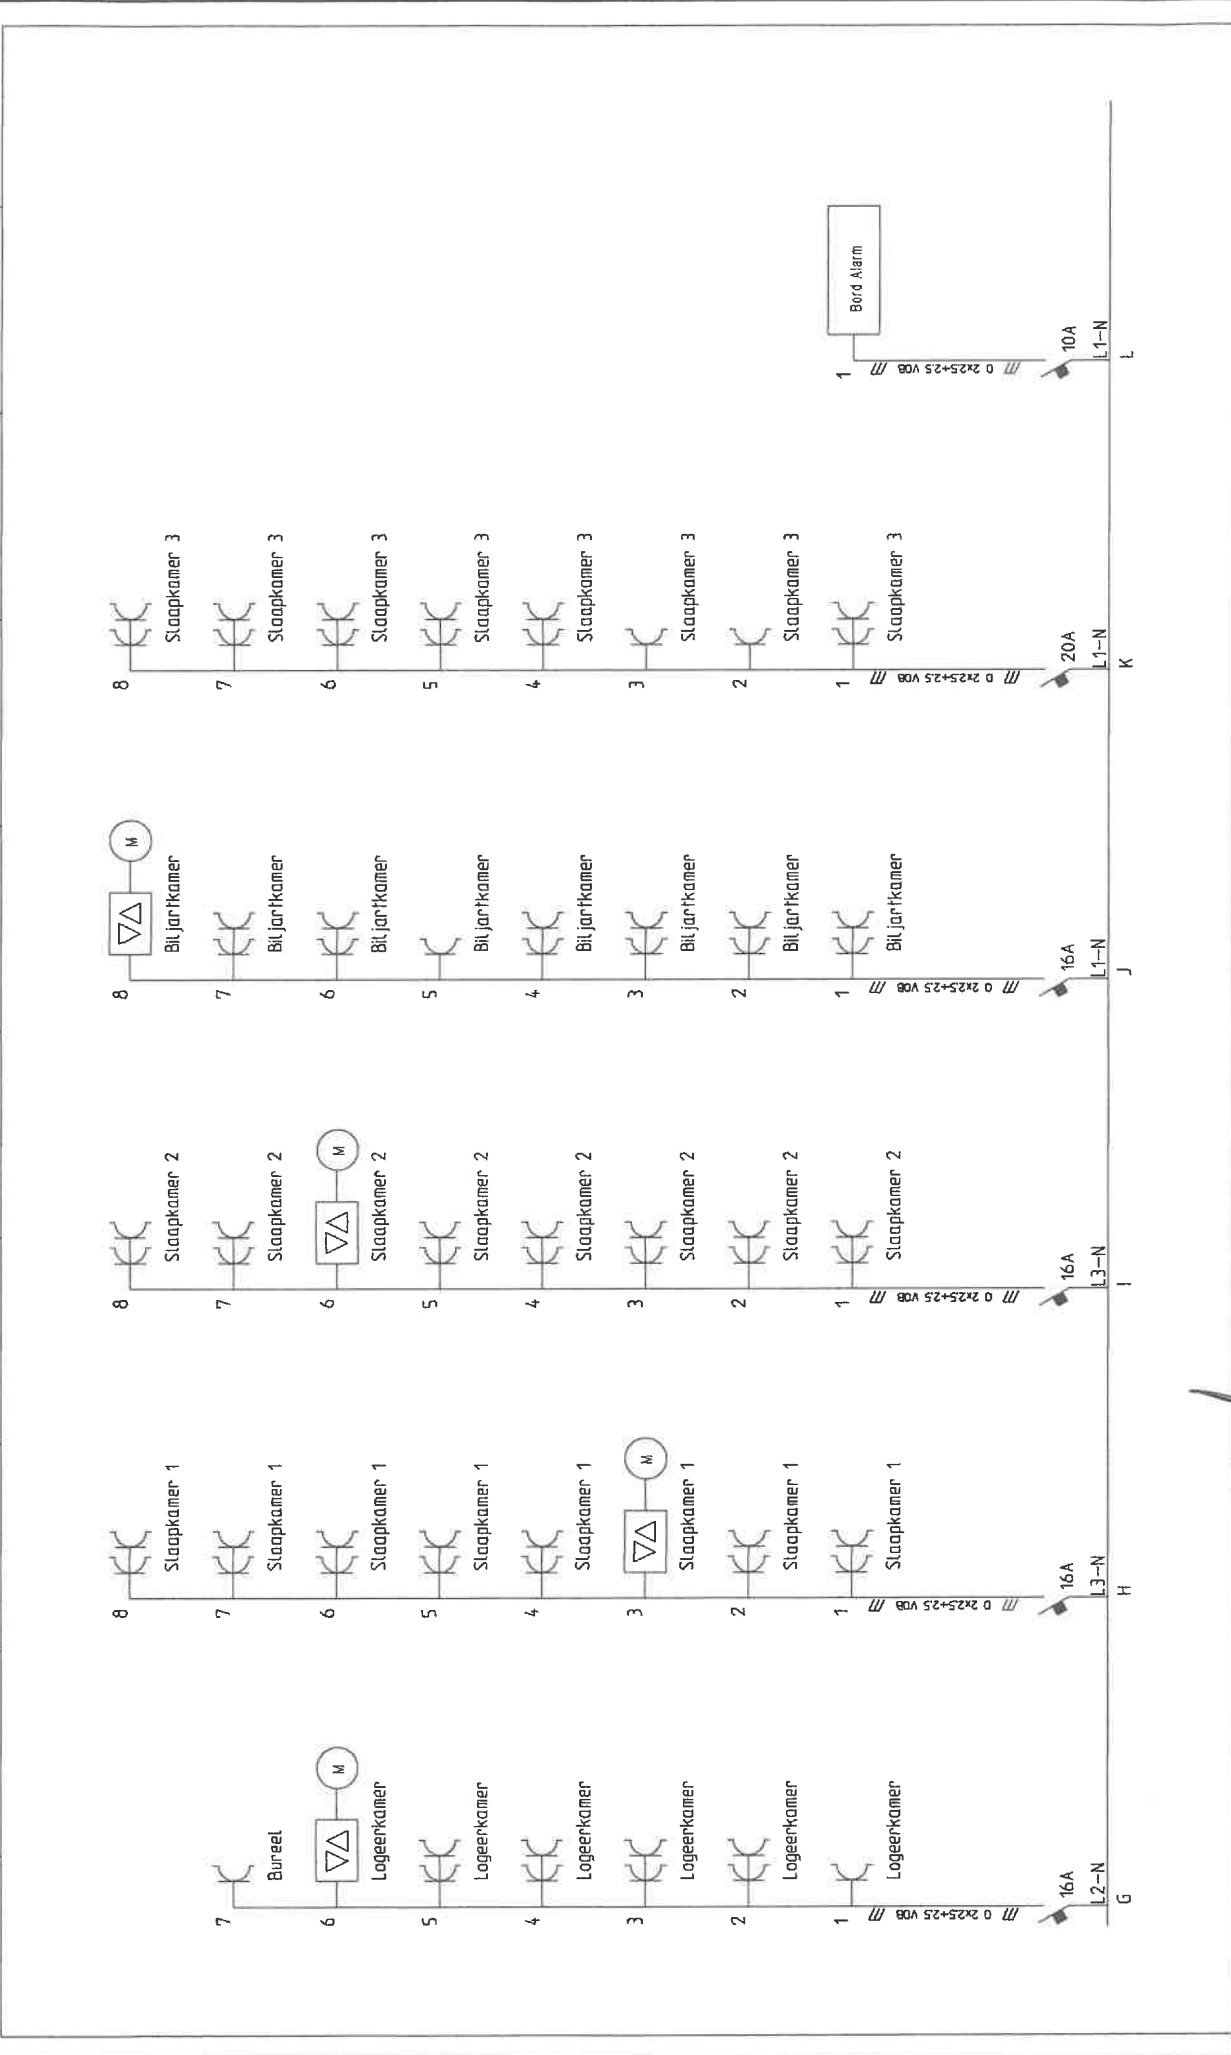 8 Slaapkamer 1
8 Slaapkamer 2
8 M Biljartkamer
8 Slaapkamer 3
7 Bureel
7 Slaapkamer 1
7 Slaapkamer 2
7 Biljartkamer
7 Slaapkamer 3
6 M Logeerkamer
6 Slaapkamer 1
6 M Slaapkamer 2
6 Biljartkamer
6 Slaapkamer 3
5 Logeerkamer
5 Slaapkamer 1
5 Slaapkamer 2
5 Biljartkamer
5 Slaapkamer 3
4 Logeerkamer
4 Slaapkamer 1
4 Slaapkamer 2
4 Biljartkamer
4 Slaapkamer 3
3 Logeerkamer
3 M Slaapkamer 1
3 Slaapkamer 2
3 Biljartkamer
3 Slaapkamer 3
2 Logeerkamer
2 Slaapkamer 1
2 Slaapkamer 2
2 Biljartkamer
2 Slaapkamer 3
1 Logeerkamer
1 Slaapkamer 1
1 Slaapkamer 2
1 Biljartkamer
1 Slaapkamer 3
1 Bord Alarm
0 2x2.5+2.5 VOB
0 2x2.5+2.5 VOB
0 2x2.5+2.5 VOB
0 2x2.5+2.5 VOB
0 2x2.5+2.5 VOB
0 2x2.5+2.5 VOB
16A
16A
16A
16A
20A
10A
L2-N
L3-N
L3-N
L1-N
L1-N
L1-N
G
H
I
J
K
L